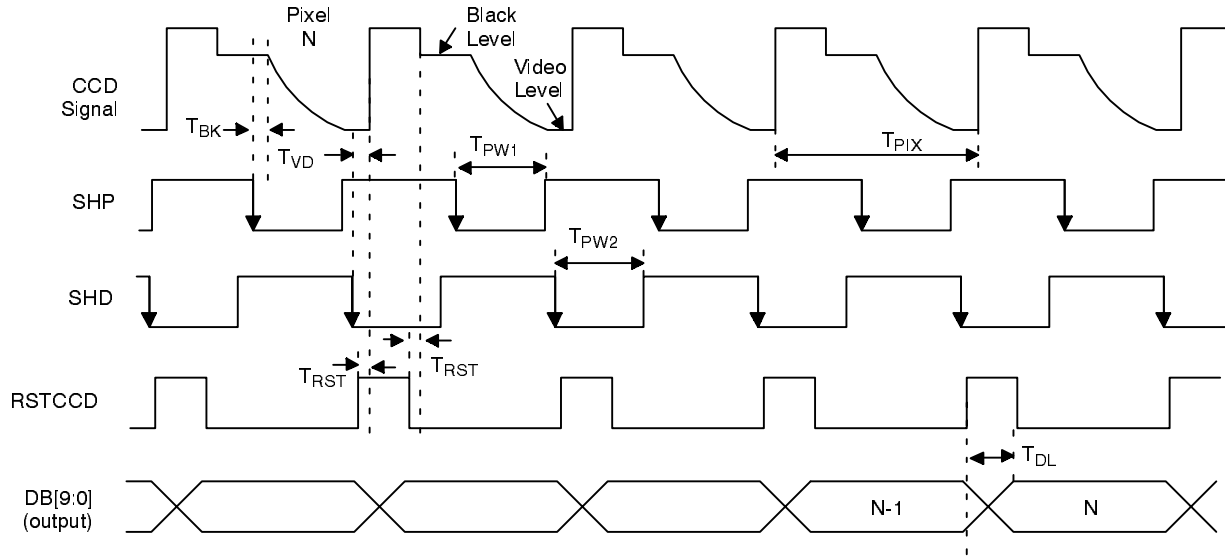 Pixel
N
Black
Level
Video
Level
CCD
Signal
TBK
TVD
TPW1
TPIX
SHP
TPW2
SHD
TRST
TRST
RSTCCD
TDL
DB[9:0]
(output)
N-1
N